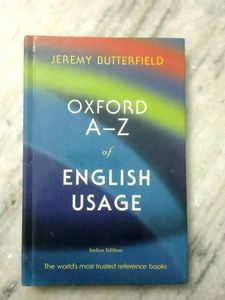 JEREMY BUTTERFIELD
OXFORD
A–Z
of
ENGLISH
USAGE
Indian Edition
The world's most trusted reference books